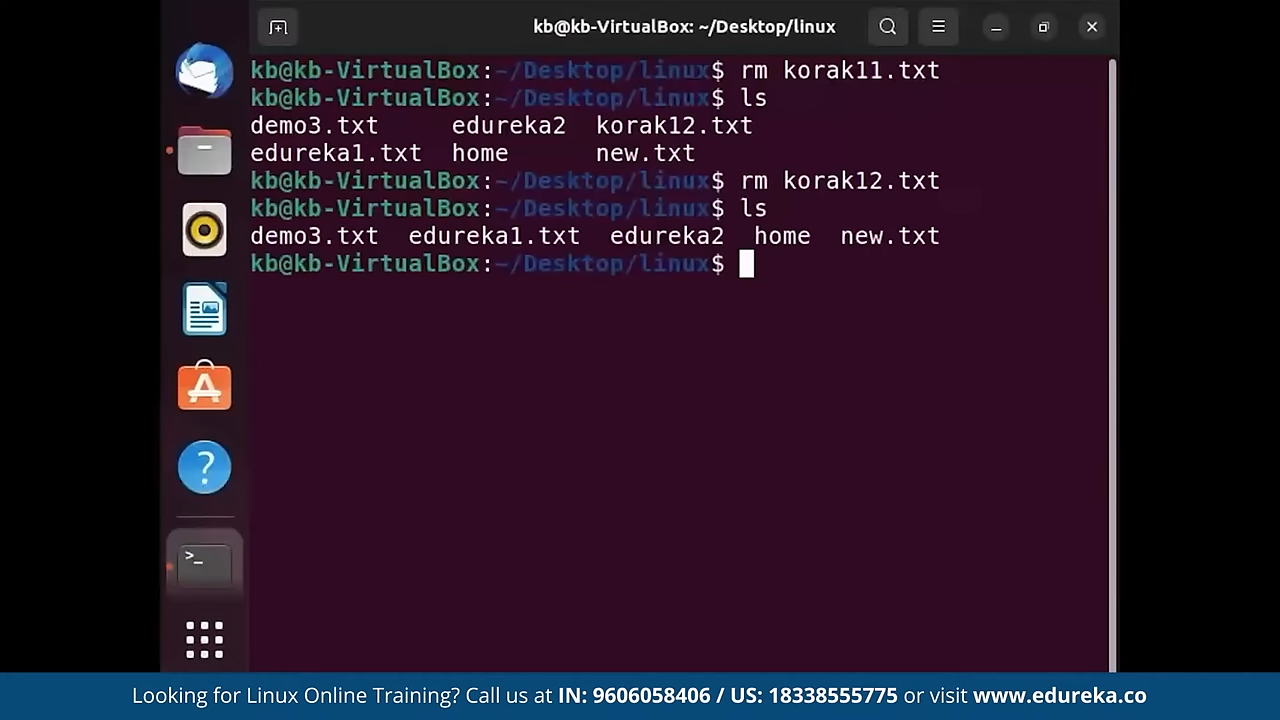 kb@kb-VirtualBox: ~/Desktop/linux
kb@kb-VirtualBox:~/Desktop/linux$ rm korak11.txt
kb@kb-VirtualBox:~/Desktop/linux$ ls
demo3.txt     edureka2  korak12.txt
edureka1.txt  home      new.txt
kb@kb-VirtualBox:~/Desktop/linux$ rm korak12.txt
kb@kb-VirtualBox:~/Desktop/linux$ ls
demo3.txt  edureka1.txt  edureka2  home  new.txt
kb@kb-VirtualBox:~/Desktop/linux$
Looking for Linux Online Training? Call us at IN: 9606058406 / US: 18338555775 or visit www.edureka.co